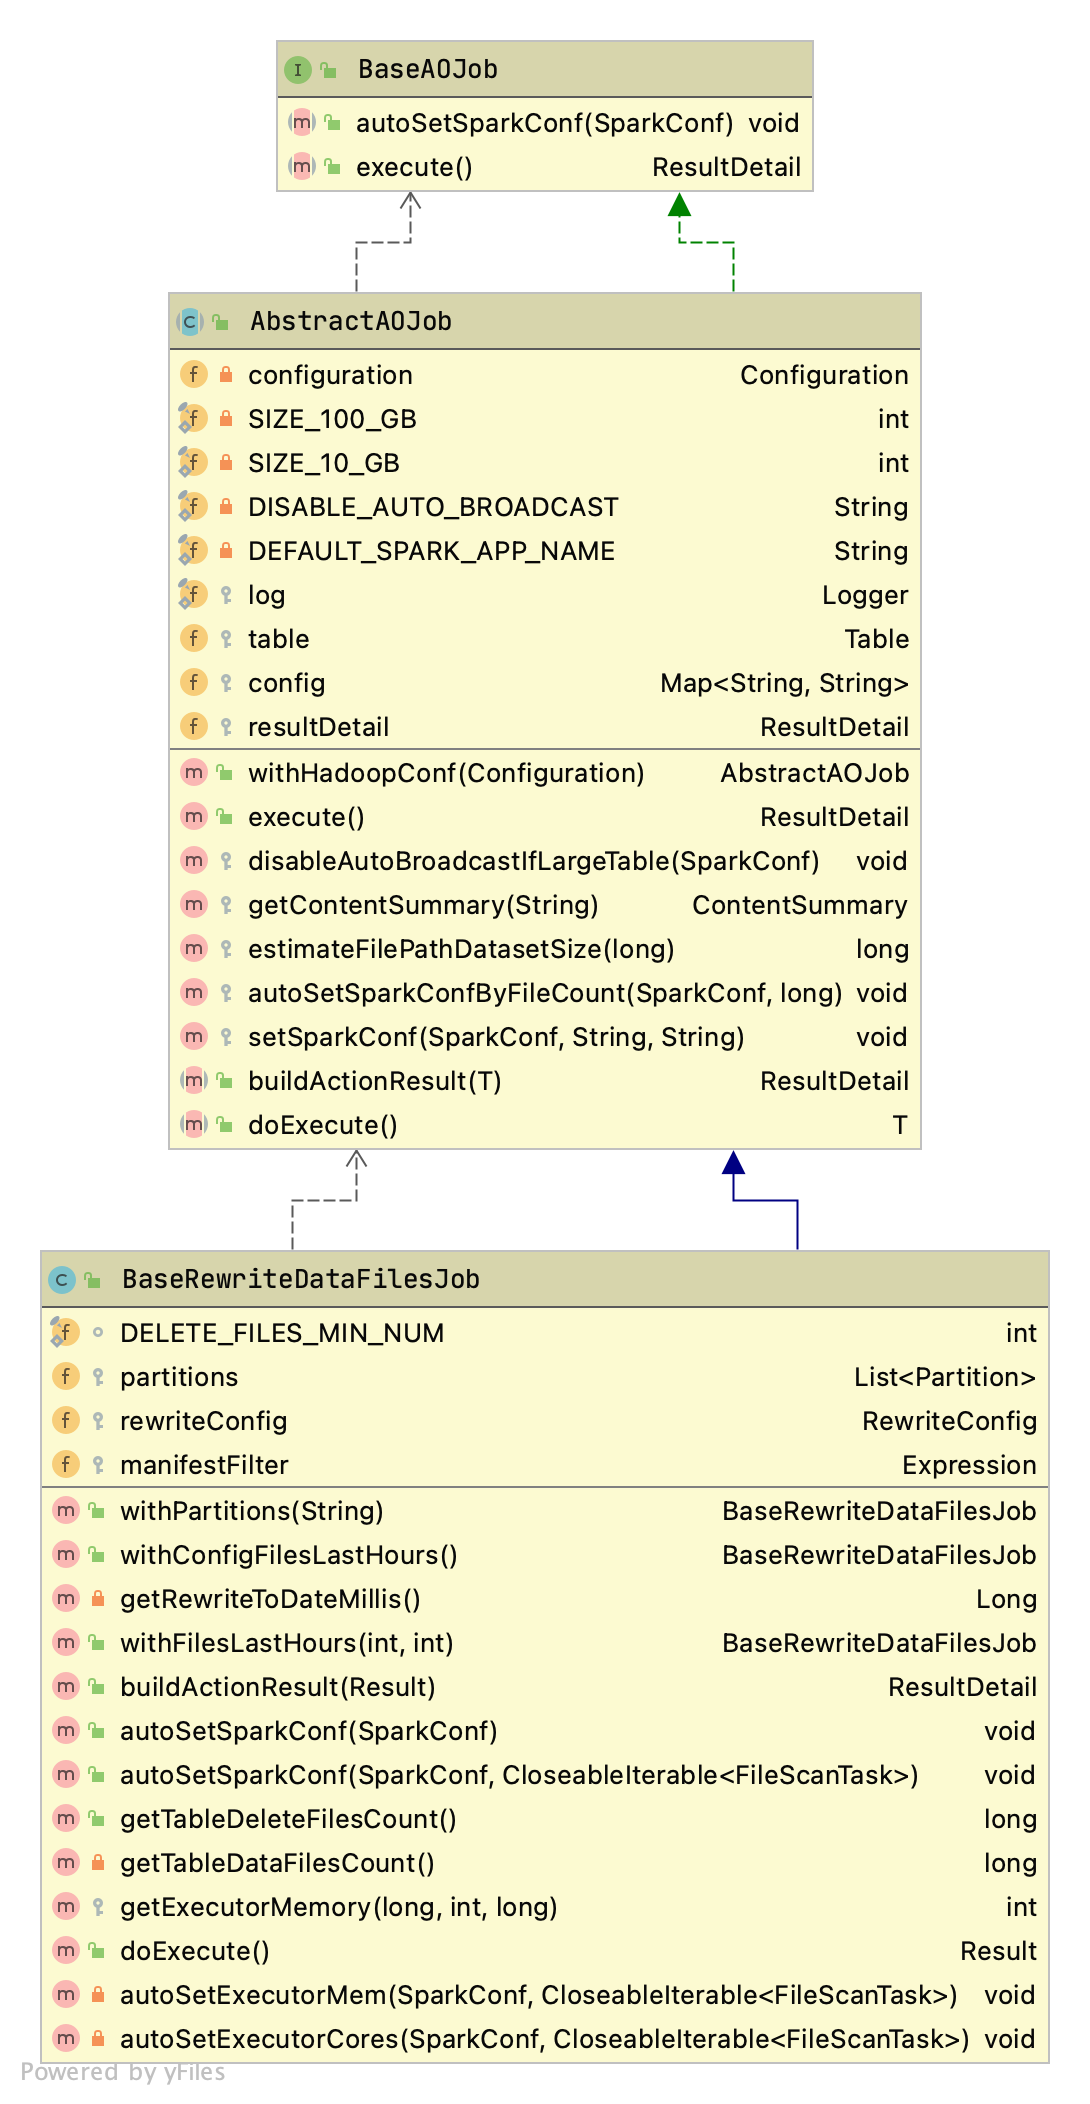 BaseAOJob
autoSetSparkConf(SparkConf) void
execute() ResultDetail
AbstractAOJob
configuration Configuration
SIZE_100_GB int
SIZE_10_GB int
DISABLE_AUTO_BROADCAST String
DEFAULT_SPARK_APP_NAME String
log Logger
table Table
config Map<String, String>
resultDetail ResultDetail
withHadoopConf(Configuration) AbstractAOJob
execute() ResultDetail
disableAutoBroadcastIfLargeTable(SparkConf) void
getContentSummary(String) ContentSummary
estimateFilePathDatasetSize(long) long
autoSetSparkConfByFileCount(SparkConf, long) void
setSparkConf(SparkConf, String, String) void
buildActionResult(T) ResultDetail
doExecute() T
BaseRewriteDataFilesJob
DELETE_FILES_MIN_NUM int
partitions List<Partition>
rewriteConfig RewriteConfig
manifestFilter Expression
withPartitions(String) BaseRewriteDataFilesJob
withConfigFilesLastHours() BaseRewriteDataFilesJob
getRewriteToDateMillis() Long
withFilesLastHours(int, int) BaseRewriteDataFilesJob
buildActionResult(Result) ResultDetail
autoSetSparkConf(SparkConf) void
autoSetSparkConf(SparkConf, CloseableIterable<FileScanTask>) void
getTableDeleteFilesCount() long
getTableDataFilesCount() long
getExecutorMemory(long, int, long) int
doExecute() Result
autoSetExecutorMem(SparkConf, CloseableIterable<FileScanTask>) void
autoSetExecutorCores(SparkConf, CloseableIterable<FileScanTask>) void
Powered by yFiles